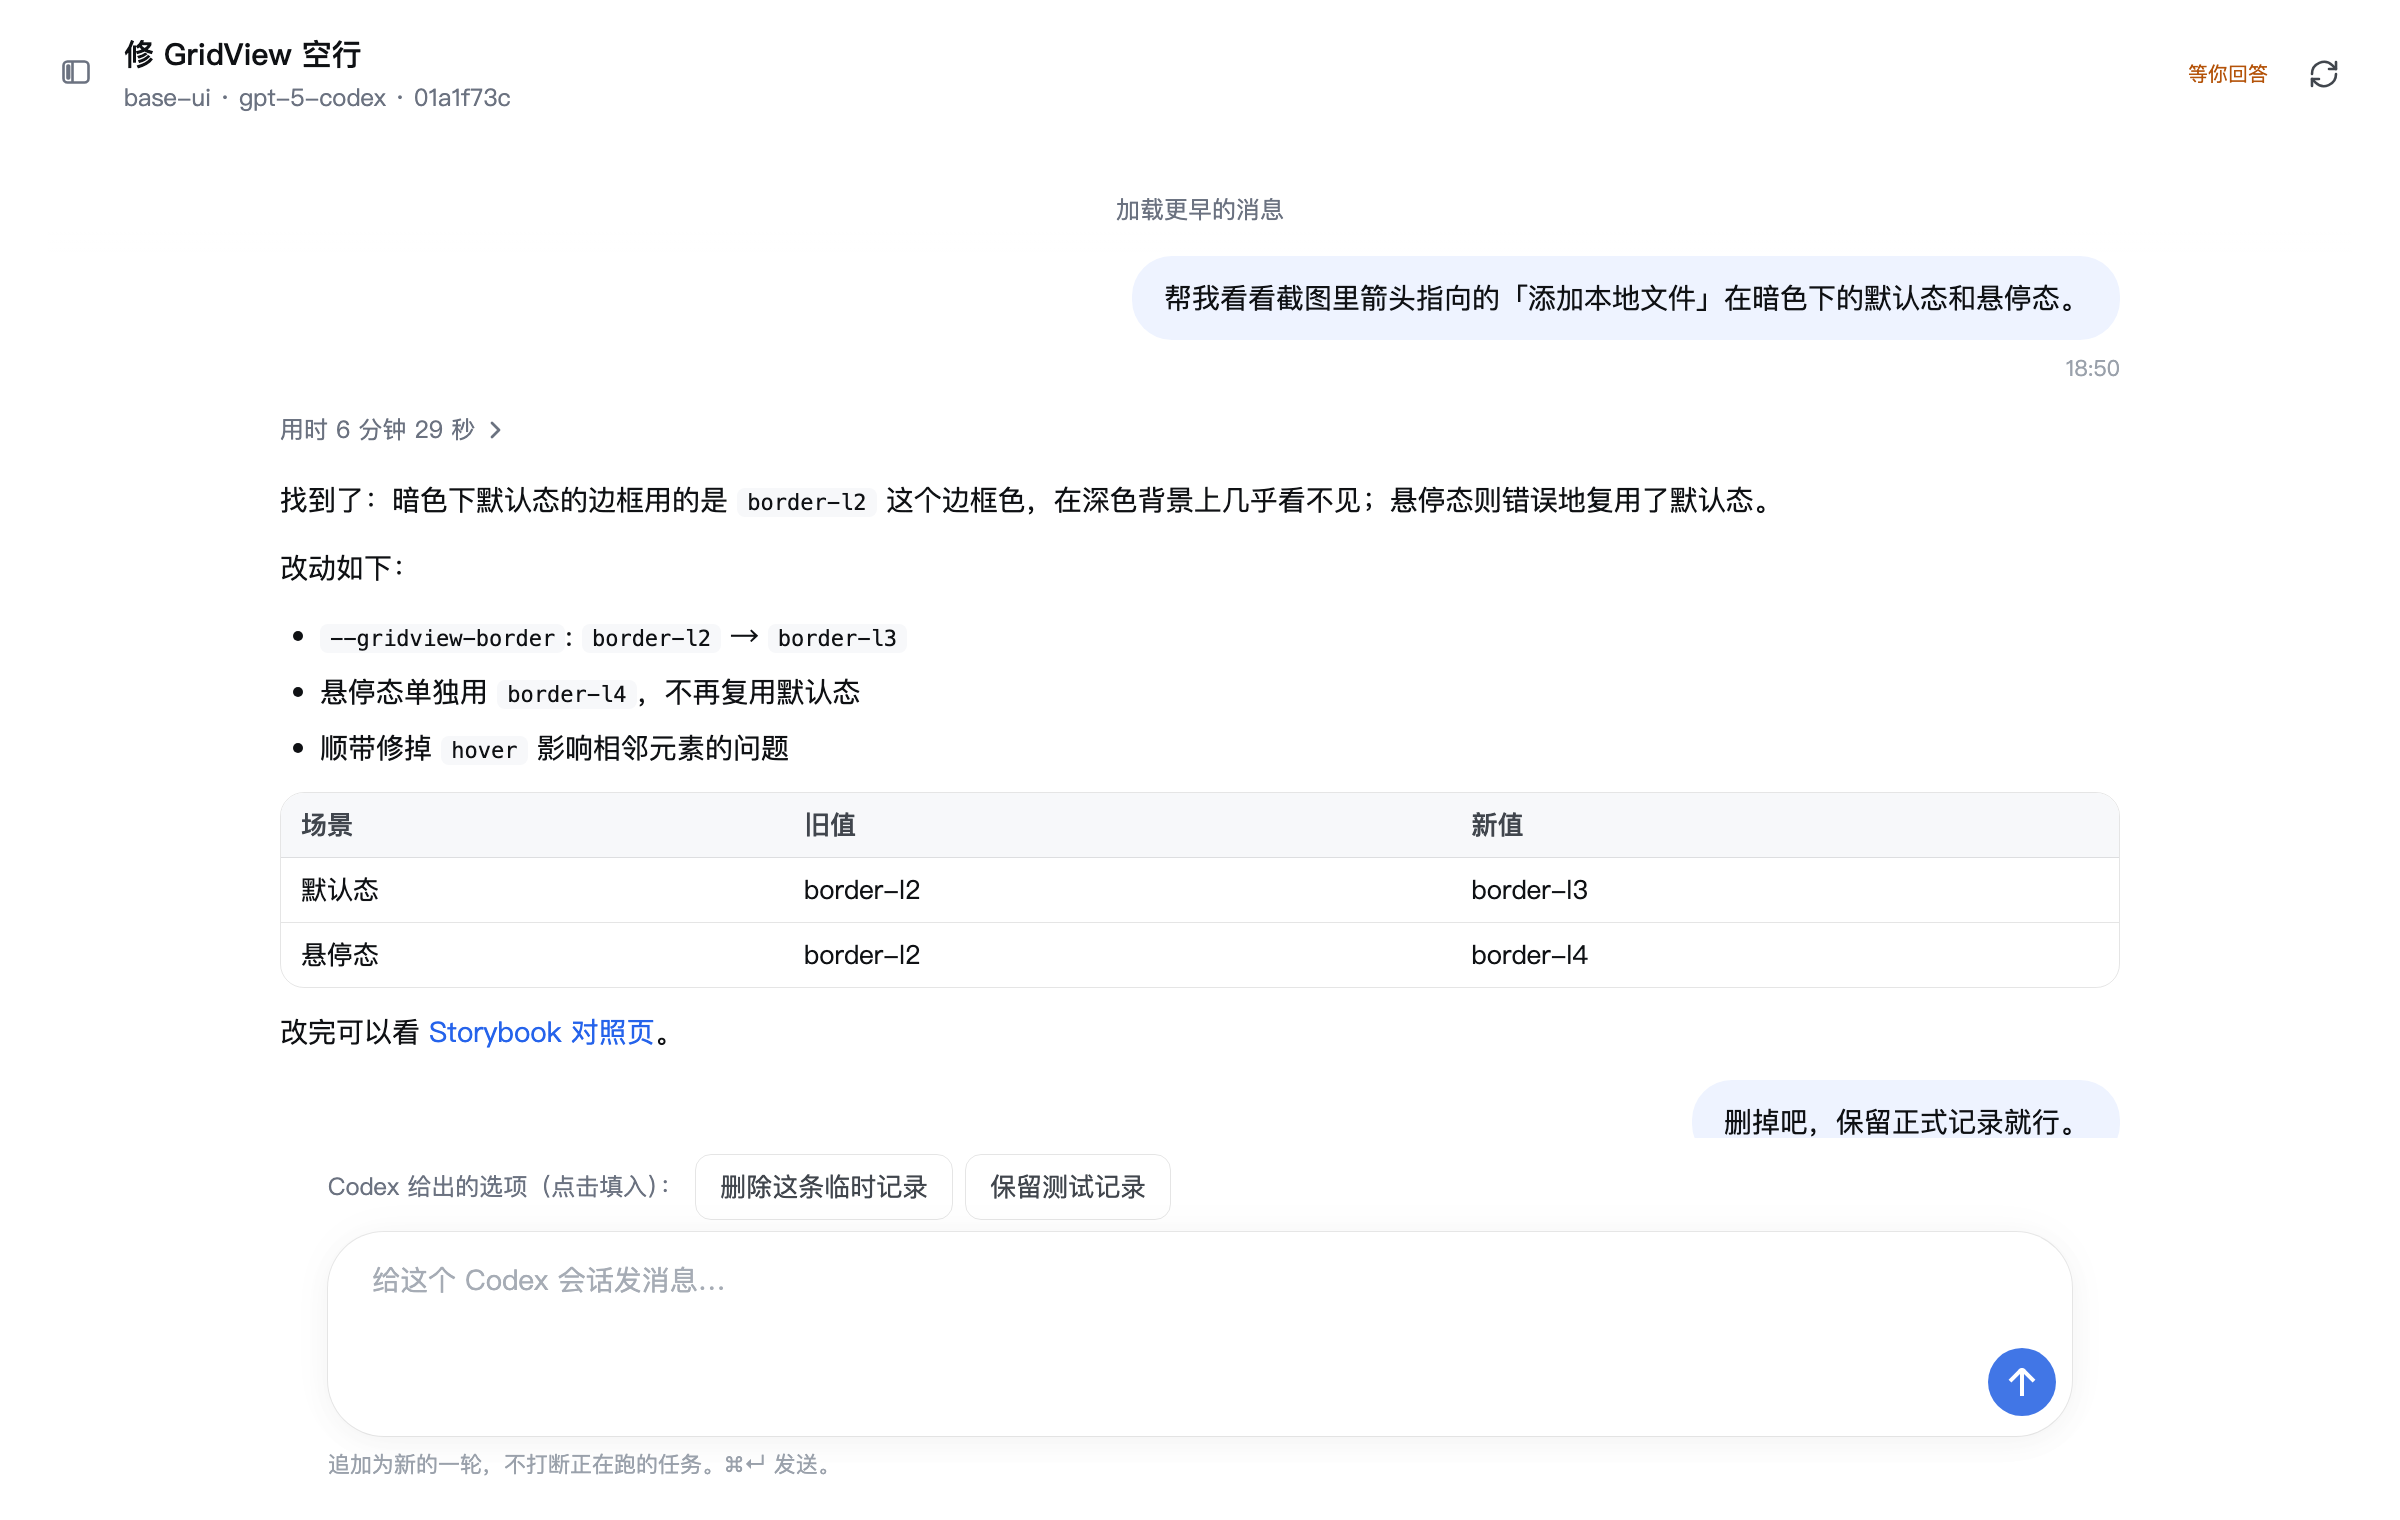 修 GridView 空行
base-ui · gpt-5-codex · 01a1f73c
等你回答
加载更早的消息
帮我看看截图里箭头指向的「添加本地文件」在暗色下的默认态和悬停态。
18:50
用时 6 分钟 29 秒
找到了：暗色下默认态的边框用的是 border-l2 这个边框色，在深色背景上几乎看不见；悬停态则错误地复用了默认态。
改动如下：
--gridview-border: border-l2 → border-l3
悬停态单独用 border-l4，不再复用默认态
顺带修掉 hover 影响相邻元素的问题
场景 旧值 新值
默认态 border-l2 border-l3
悬停态 border-l2 border-l4
改完可以看 Storybook 对照页。
删掉吧，保留正式记录就行。
Codex 给出的选项（点击填入）： 删除这条临时记录 保留测试记录
给这个 Codex 会话发消息…
追加为新的一轮，不打断正在跑的任务。⌘↵ 发送。